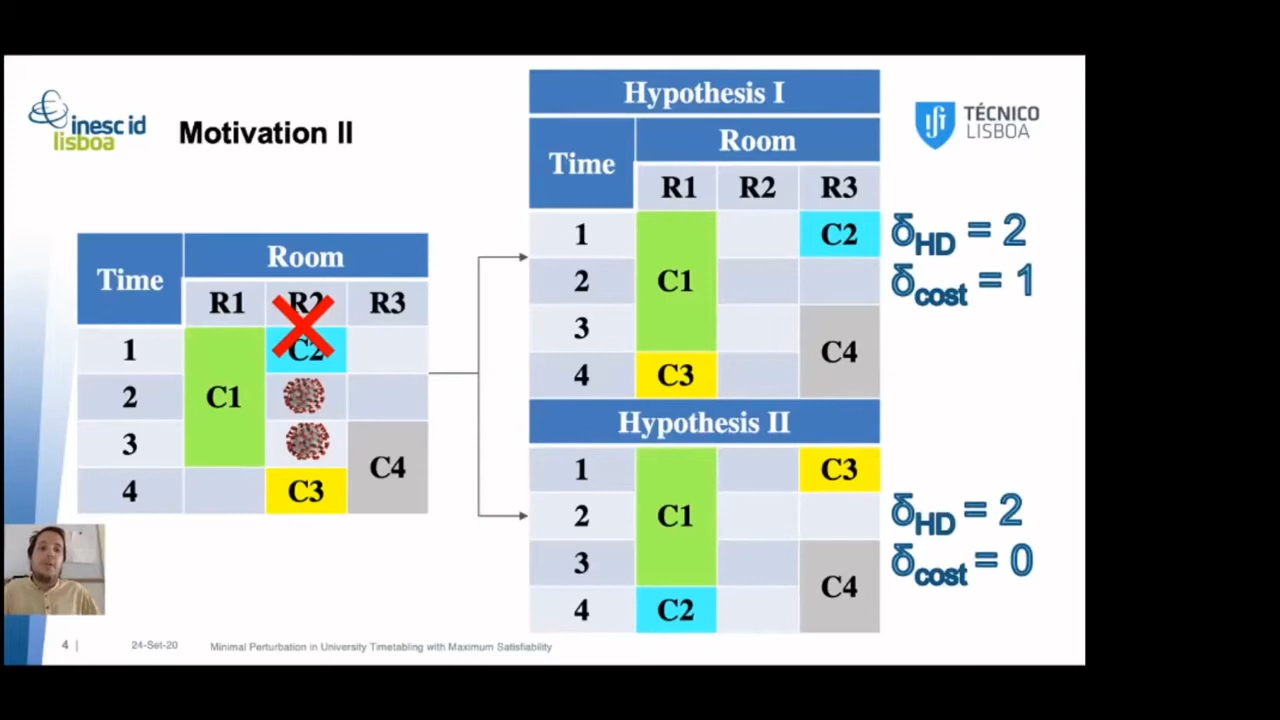 inesc id
lisboa
Motivation II
TÉCNICO
LISBOA
Time
Room
R1 R2 R3
1 C2
2 C1
3 C4
4 C3
Hypothesis I
Time
Room
R1 R2 R3
1 C2
2 C1
3 C4
4 C3
δHD = 2
δcost = 1
Hypothesis II
1 C3
2 C1
3 C4
4 C2
δHD = 2
δcost = 0
4 |
24-Set-20
Minimal Perturbation in University Timetabling with Maximum Satisfiability